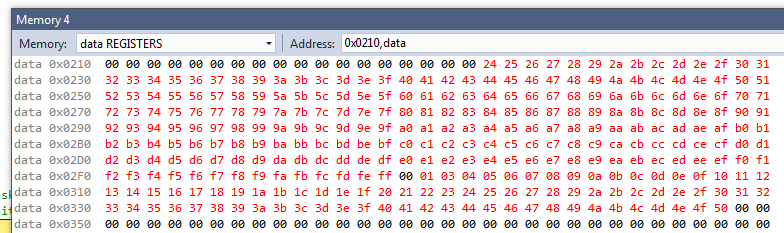 Memory 4
Memory: data REGISTERS Address: 0x0210,data
data 0x0210 00 00 00 00 00 00 00 00 00 00 00 00 00 00 00 00 00 00 24 25 26 27 28 29 2a 2b 2c 2d 2e 2f 30 31
data 0x0230 32 33 34 35 36 37 38 39 3a 3b 3c 3d 3e 3f 40 41 42 43 44 45 46 47 48 49 4a 4b 4c 4d 4e 4f 50 51
data 0x0250 52 53 54 55 56 57 58 59 5a 5b 5c 5d 5e 5f 60 61 62 63 64 65 66 67 68 69 6a 6b 6c 6d 6e 6f 70 71
data 0x0270 72 73 74 75 76 77 78 79 7a 7b 7c 7d 7e 7f 80 81 82 83 84 85 86 87 88 89 8a 8b 8c 8d 8e 8f 90 91
data 0x0290 92 93 94 95 96 97 98 99 9a 9b 9c 9d 9e 9f a0 a1 a2 a3 a4 a5 a6 a7 a8 a9 aa ab ac ad ae af b0 b1
data 0x02B0 b2 b3 b4 b5 b6 b7 b8 b9 ba bb bc bd be bf c0 c1 c2 c3 c4 c5 c6 c7 c8 c9 ca cb cc cd ce cf d0 d1
data 0x02D0 d2 d3 d4 d5 d6 d7 d8 d9 da db dc dd de df e0 e1 e2 e3 e4 e5 e6 e7 e8 e9 ea eb ec ed ee ef f0 f1
data 0x02F0 f2 f3 f4 f5 f6 f7 f8 f9 fa fb fc fd fe ff 00 01 03 04 05 06 07 08 09 0a 0b 0c 0d 0e 0f 10 11 12
data 0x0310 13 14 15 16 17 18 19 1a 1b 1c 1d 1e 1f 20 21 22 23 24 25 26 27 28 29 2a 2b 2c 2d 2e 2f 30 31 32
data 0x0330 33 34 35 36 37 38 39 3a 3b 3c 3d 3e 3f 40 41 42 43 44 45 46 47 48 49 4a 4b 4c 4d 4e 4f 50 00 00
data 0x0350 00 00 00 00 00 00 00 00 00 00 00 00 00 00 00 00 00 00 00 00 00 00 00 00 00 00 00 00 00 00 00 00